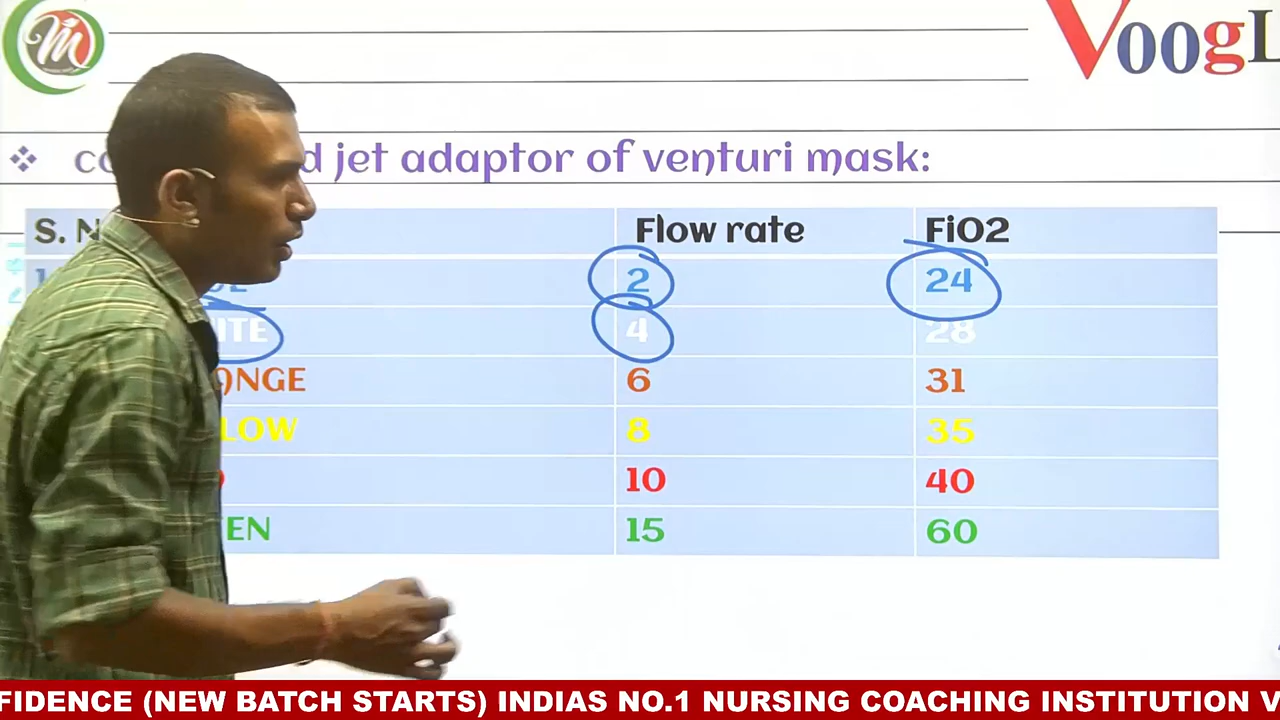 VoogL
❖ jet adaptor of venturi mask:
S. N Flow rate FiO2
2 24
ITE 4 28
NGE 6 31
LOW 8 35
10 40
EN 15 60
FIDENCE (NEW BATCH STARTS) INDIAS NO.1 NURSING COACHING INSTITUTION V